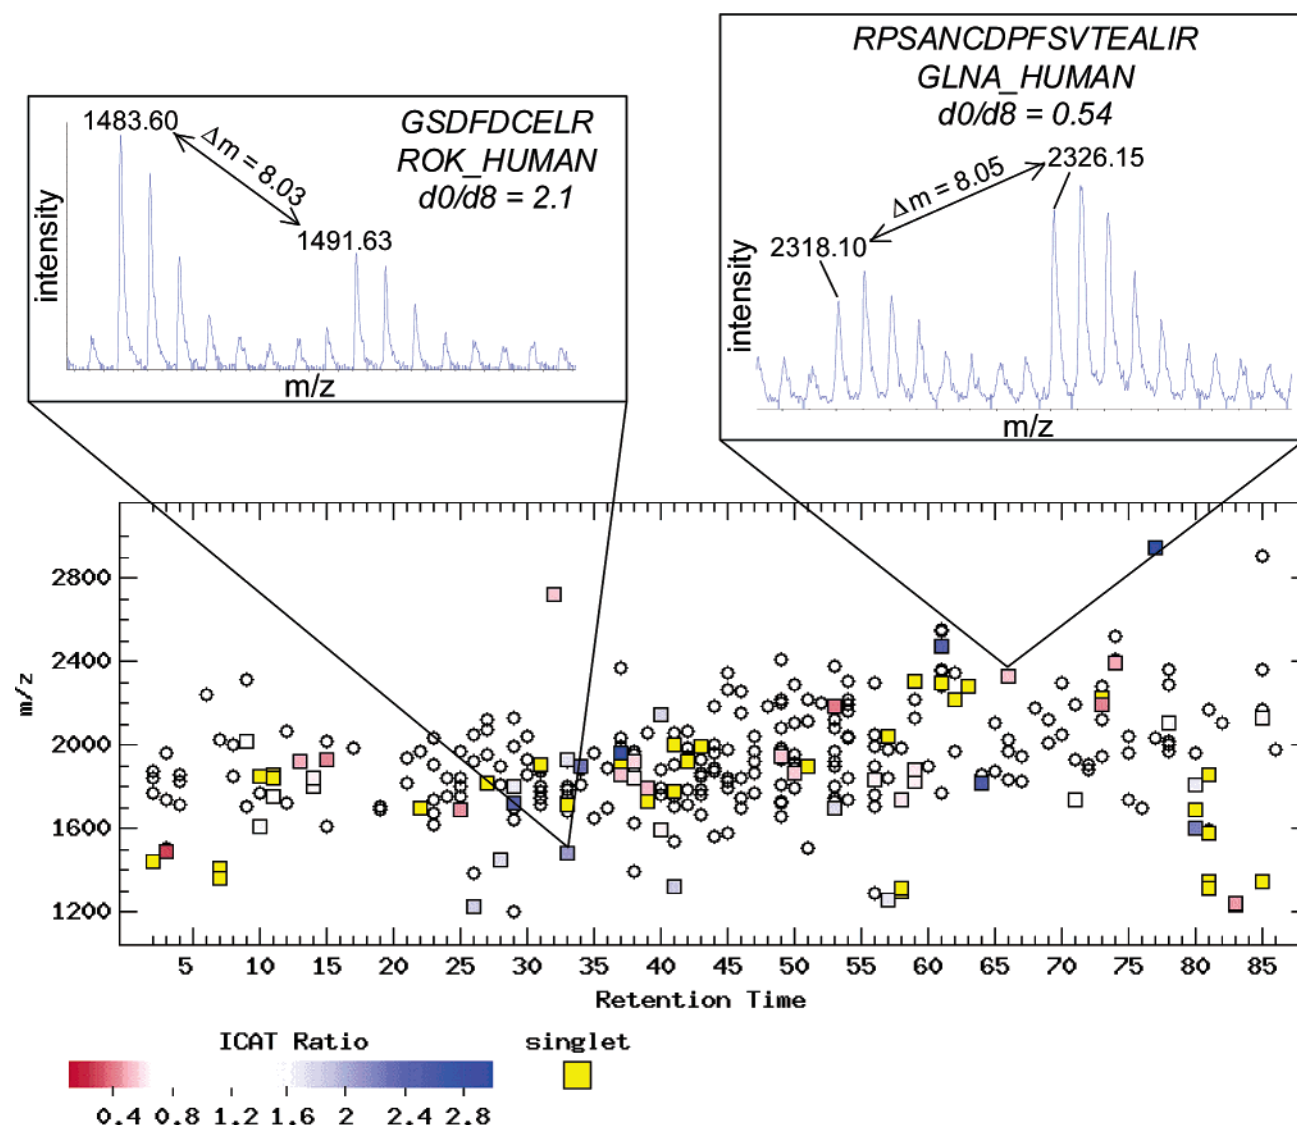 RPSANCDPFSVTEALIR
GLNA_HUMAN
d0/d8 = 0.54
2326.15
Δm = 8.05
2318.10
intensity
m/z
1483.60
GSDFDCELR
ROK_HUMAN
d0/d8 = 2.1
Δm = 8.03
1491.63
intensity
m/z
2800
2400
2000
1600
1200
m/z
5 10 15 20 25 30 35 40 45 50 55 60 65 70 75 80 85
Retention Time
ICAT Ratio
singlet
0.4 0.8 1.2 1.6 2 2.4 2.8